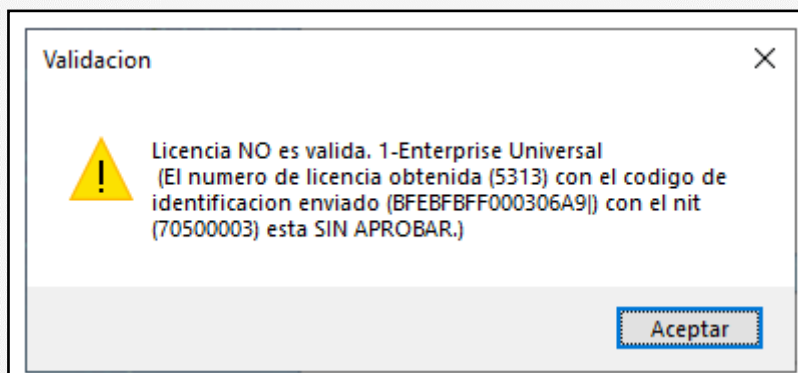 Validacion
Licencia NO es valida. 1-Enterprise Universal
(El numero de licencia obtenida (5313) con el codigo de
identificacion enviado (BFEBFBFF000306A9|) con el nit
(70500003) esta SIN APROBAR.)
Aceptar